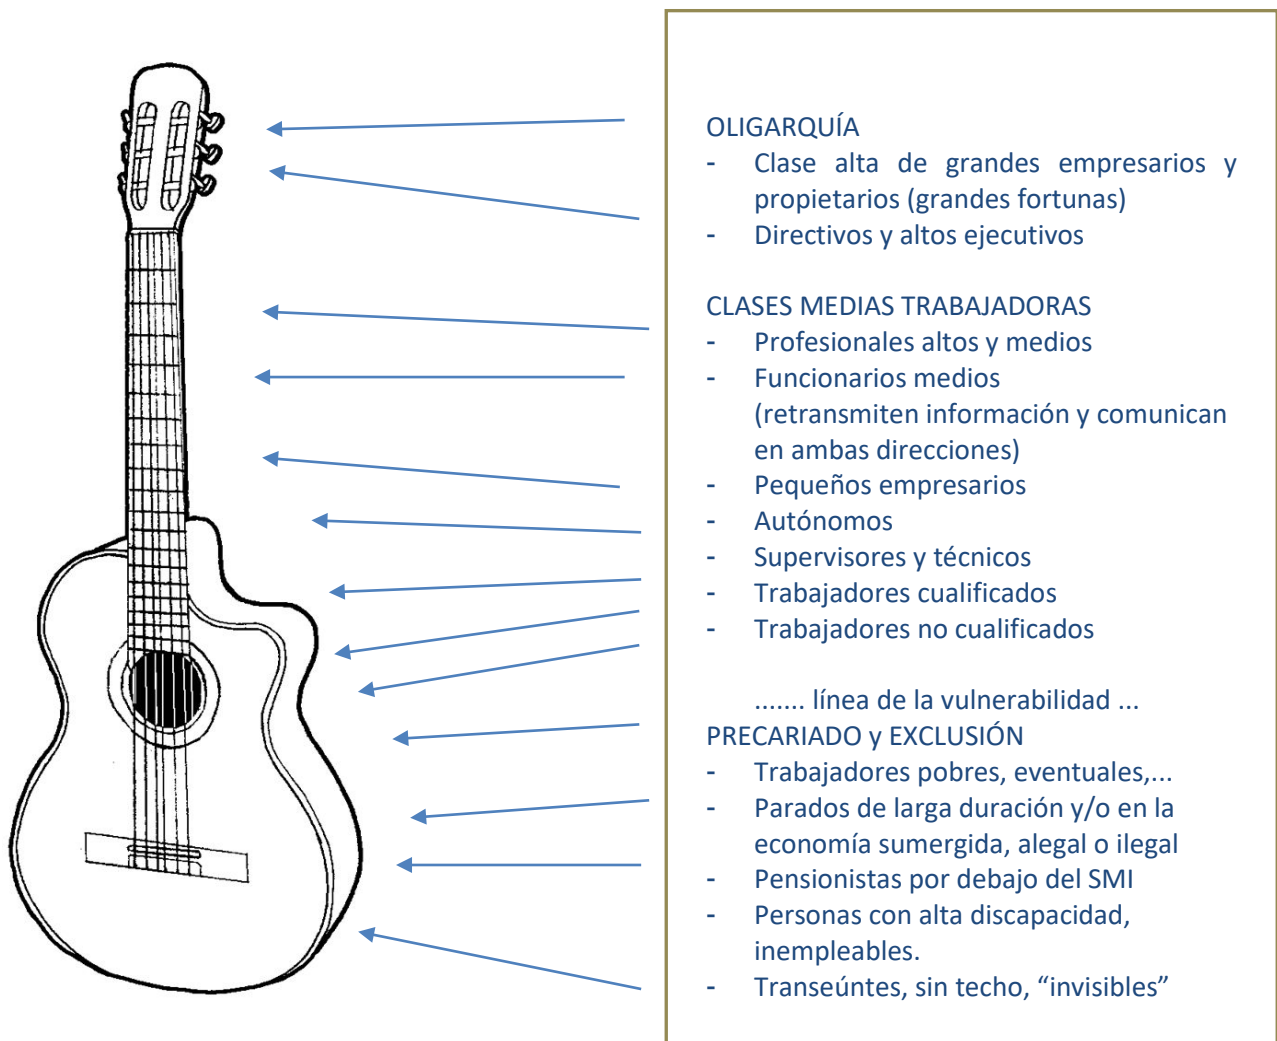 OLIGARQUÍA
- Clase alta de grandes empresarios y
propietarios (grandes fortunas)
- Directivos y altos ejecutivos
CLASES MEDIAS TRABAJADORAS
- Profesionales altos y medios
- Funcionarios medios
(retransmiten información y comunican
en ambas direcciones)
- Pequeños empresarios
- Autónomos
- Supervisores y técnicos
- Trabajadores cualificados
- Trabajadores no cualificados
....... línea de la vulnerabilidad ...
PRECARIADO y EXCLUSIÓN
- Trabajadores pobres, eventuales,...
- Parados de larga duración y/o en la
economía sumergida, alegal o ilegal
- Pensionistas por debajo del SMI
- Personas con alta discapacidad,
inempleables.
- Transeúntes, sin techo, “invisibles”